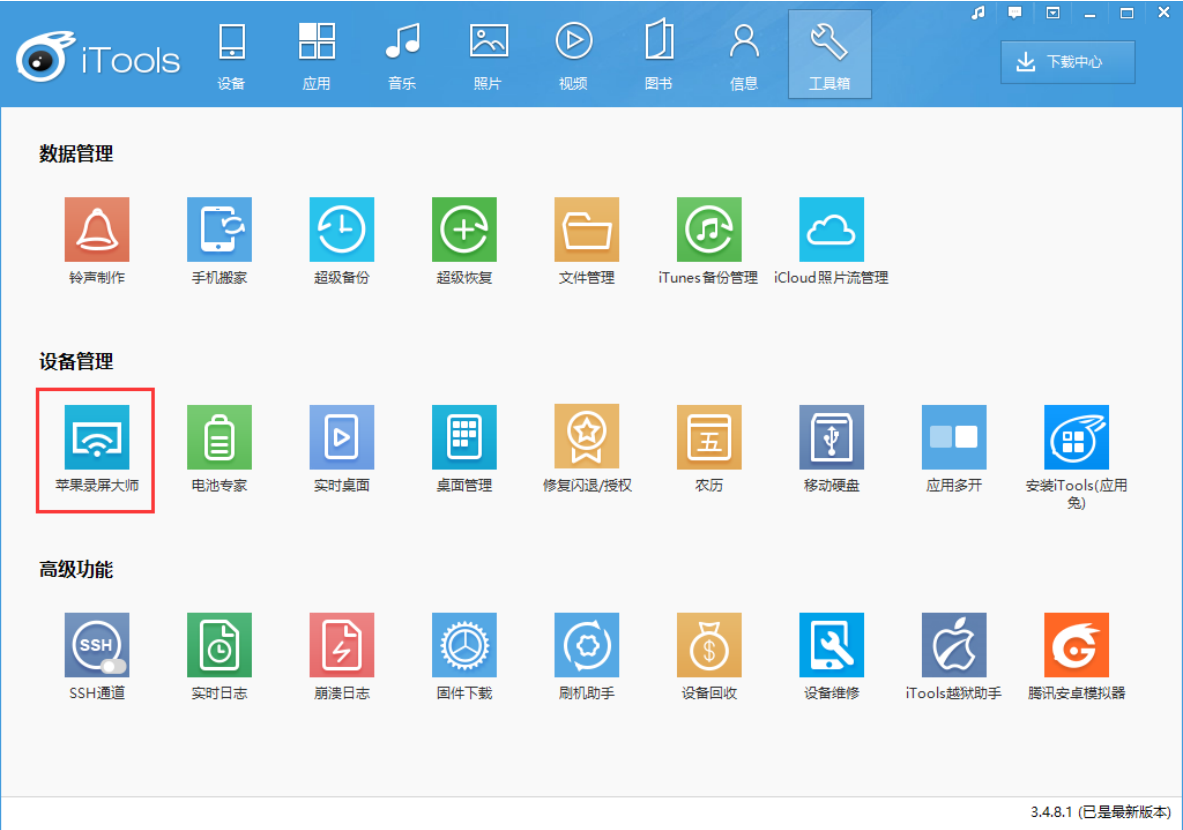 iTools
设备
应用
音乐
照片
视频
图书
信息
工具箱
下载中心
数据管理
铃声制作
手机搬家
超级备份
超级恢复
文件管理
iTunes备份管理
iCloud照片流管理
设备管理
苹果录屏大师
电池专家
实时桌面
桌面管理
修复闪退/授权
五
农历
移动硬盘
应用多开
安装iTools(应用
兔)
高级功能
SSH
SSH通道
实时日志
崩溃日志
固件下载
刷机助手
$
设备回收
设备维修
iTools越狱助手
腾讯安卓模拟器
3.4.8.1 (已是最新版本)